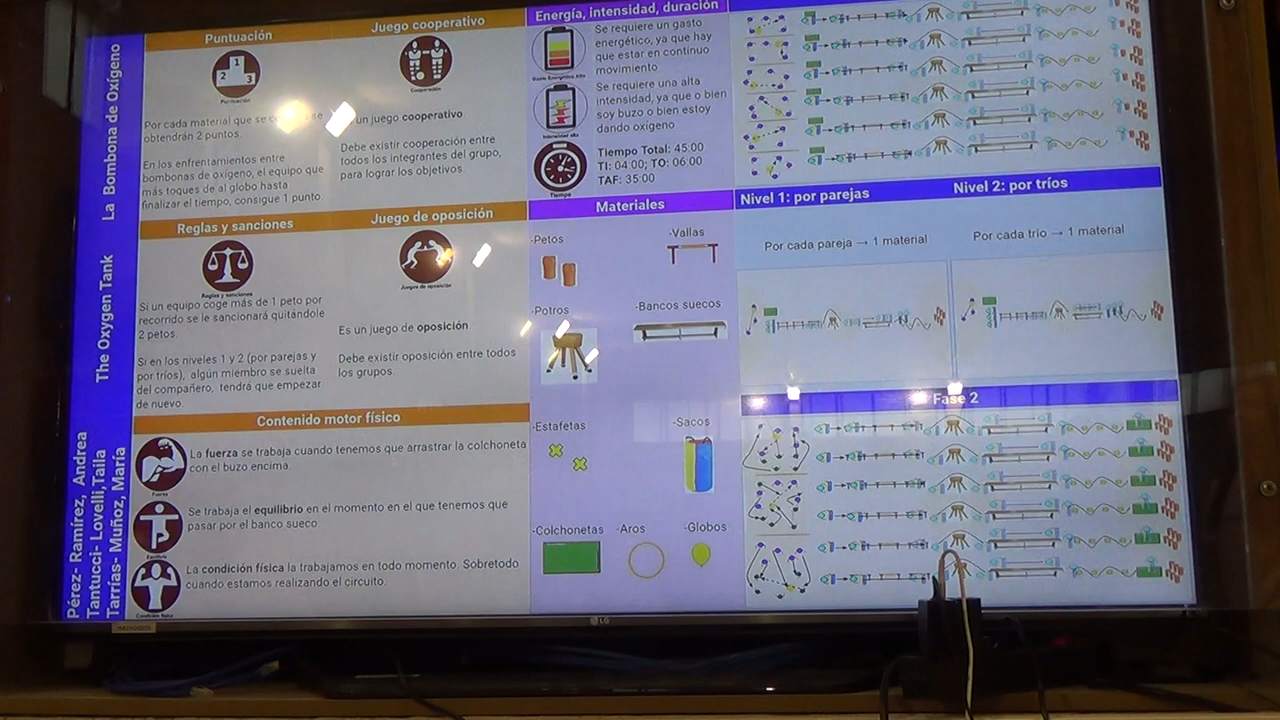 La Bombona de Oxígeno
The Oxygen Tank
Pérez- Ramírez, Andrea
Tantucci- Lovelli,Taila
Tarrías- Muñoz, María
Puntuación
1
2
3
Puntuación
Por cada material que se se
obtendrán 2 puntos.
En los enfrentamientos entre
bombonas de oxígeno, el equipo que
más toques de al globo hasta
finalizar el tiempo, consigue 1 punto
Juego cooperativo
Cooperación
un juego cooperativo
Debe existir cooperación entre
todos los integrantes del grupo,
para lograr los objetivos.
Reglas y sanciones
Reglas y sanciones
Si un equipo coge más de 1 peto por
recorrido se le sancionará quitándole
2 petos.
Si en los niveles 1 y 2 (por parejas y
por tríos), algún miembro se suelta
del compañero, tendrá que empezar
de nuevo.
Juego de oposición
Juegos de oposición
Es un juego de oposición
Debe existir oposición entre todos
los grupos.
Contenido motor físico
Fuerza
La fuerza se trabaja cuando tenemos que arrastrar la colchoneta
con el buzo encima.
Equilibrio
Se trabaja el equilibrio en el momento en el que tenemos que
pasar por el banco sueco
Condición física
La condición física la trabajamos en todo momento. Sobretodo
cuando estamos realizando el circuito.
Energía, intensidad, duración
Gasto Energético Alto
Se requiere un gasto
energético, ya que hay
que estar en continuo
movimiento
Intensidad alta
Se requiere una alta
intensidad, ya que o bien
soy buzo o bien estoy
dando oxígeno
Tiempo
Tiempo Total: 45:00
TI: 04:00; TO: 06:00
TAF: 35:00
Materiales
-Petos
-Vallas
-Potros
-Bancos suecos
-Estafetas
-Sacos
-Colchonetas
-Aros
-Globos
Nivel 1: por parejas
Nivel 2: por tríos
Por cada pareja → 1 material
Por cada trío → 1 material
Fase 2
LG